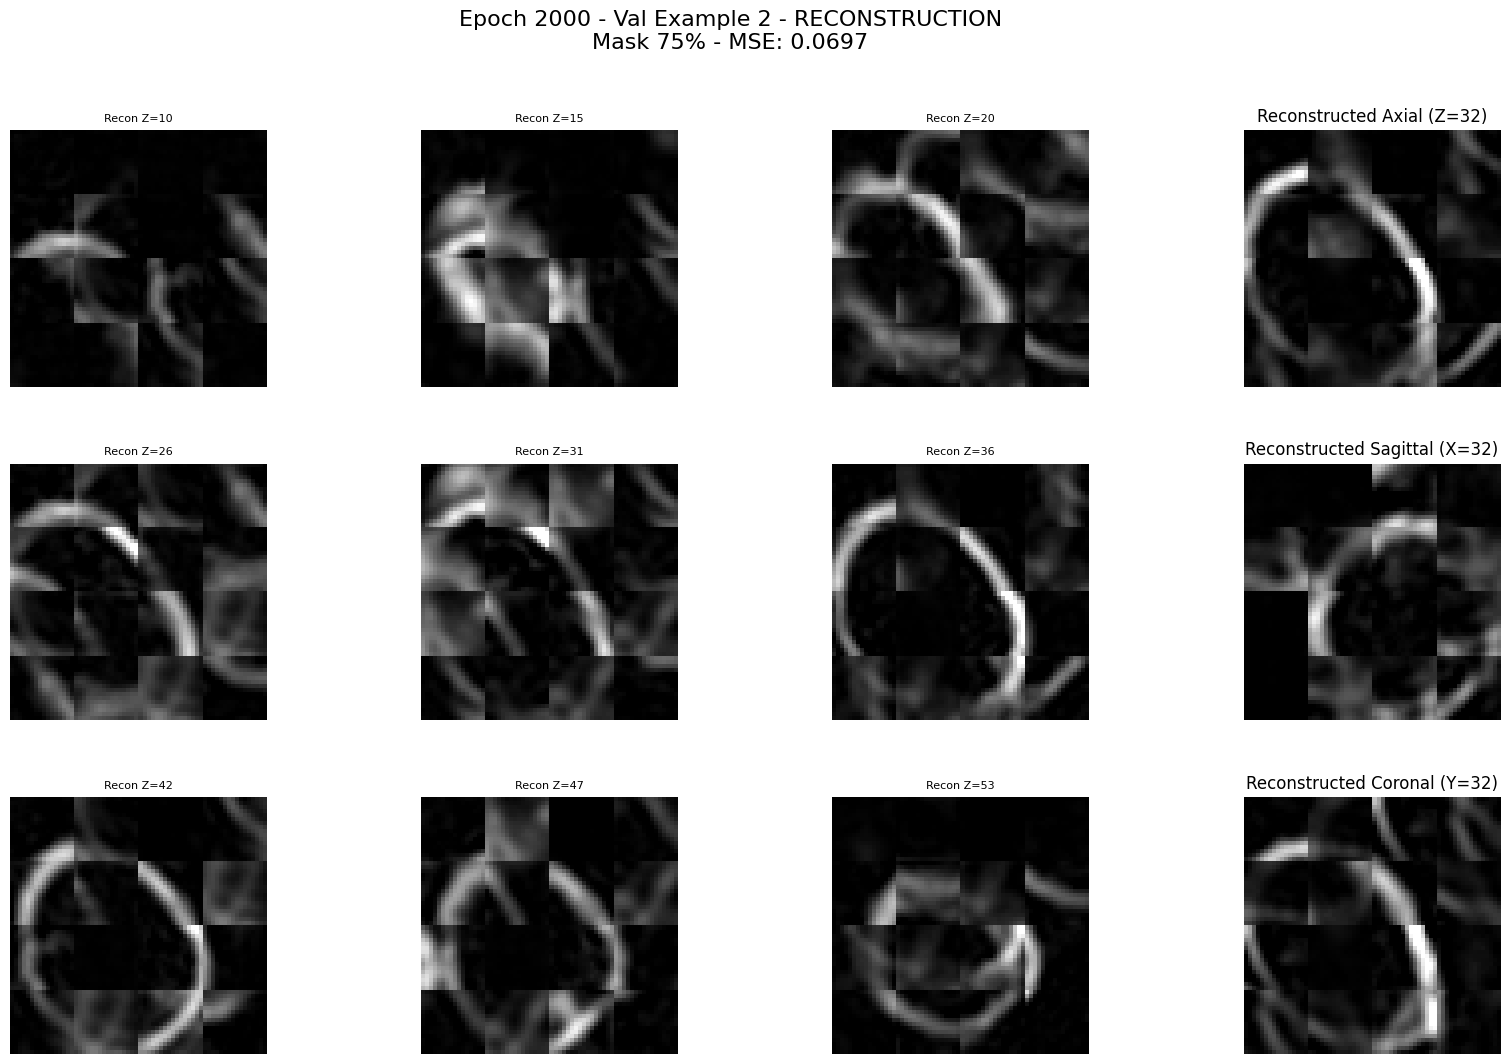 Epoch 2000 - Val Example 2 - RECONSTRUCTION
Mask 75% - MSE: 0.0697
Recon Z=10
Recon Z=15
Recon Z=20
Reconstructed Axial (Z=32)
Recon Z=26
Recon Z=31
Recon Z=36
Reconstructed Sagittal (X=32)
Recon Z=42
Recon Z=47
Recon Z=53
Reconstructed Coronal (Y=32)